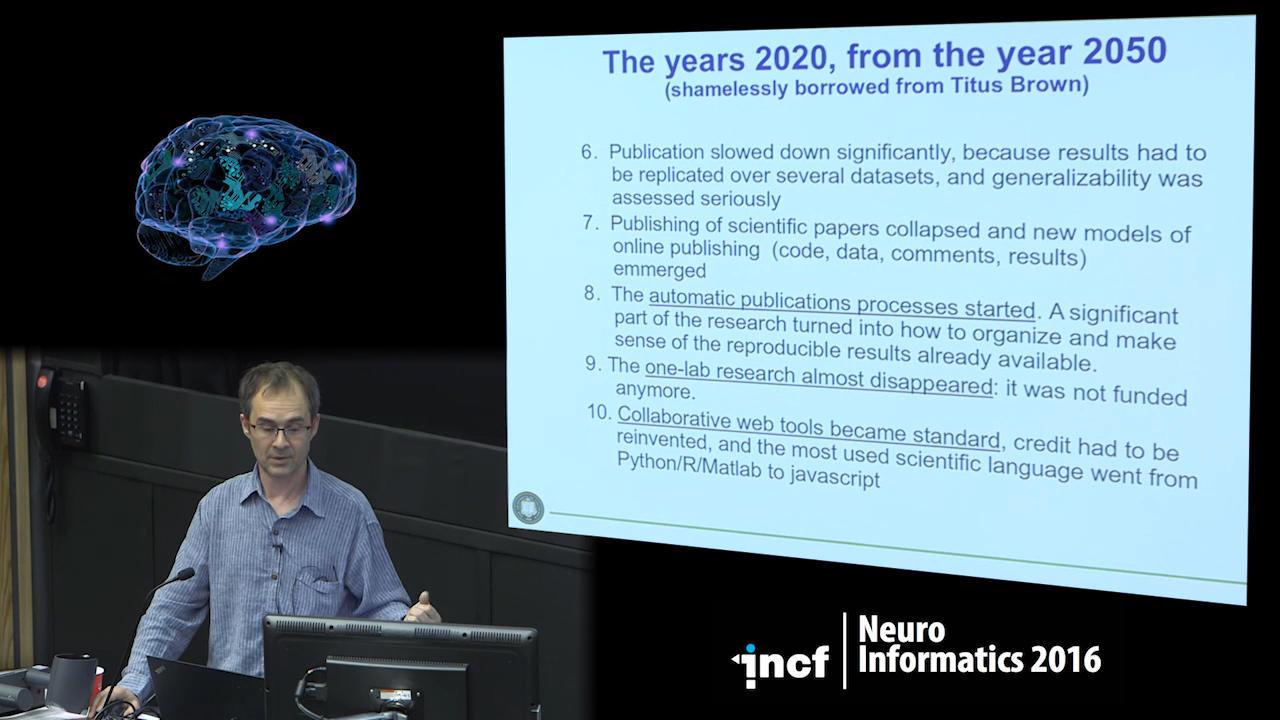 The years 2020, from the year 2050
(shamelessly borrowed from Titus Brown)
6. Publication slowed down significantly, because results had to
be replicated over several datasets, and generalizability was
assessed seriously
7. Publishing of scientific papers collapsed and new models of
online publishing (code, data, comments, results)
emmerged
8. The automatic publications processes started. A significant
part of the research turned into how to organize and make
sense of the reproducible results already available.
9. The one-lab research almost disappeared: it was not funded
anymore.
10. Collaborative web tools became standard, credit had to be
reinvented, and the most used scientific language went from
Python/R/Matlab to javascript
incf
Neuro
Informatics 2016